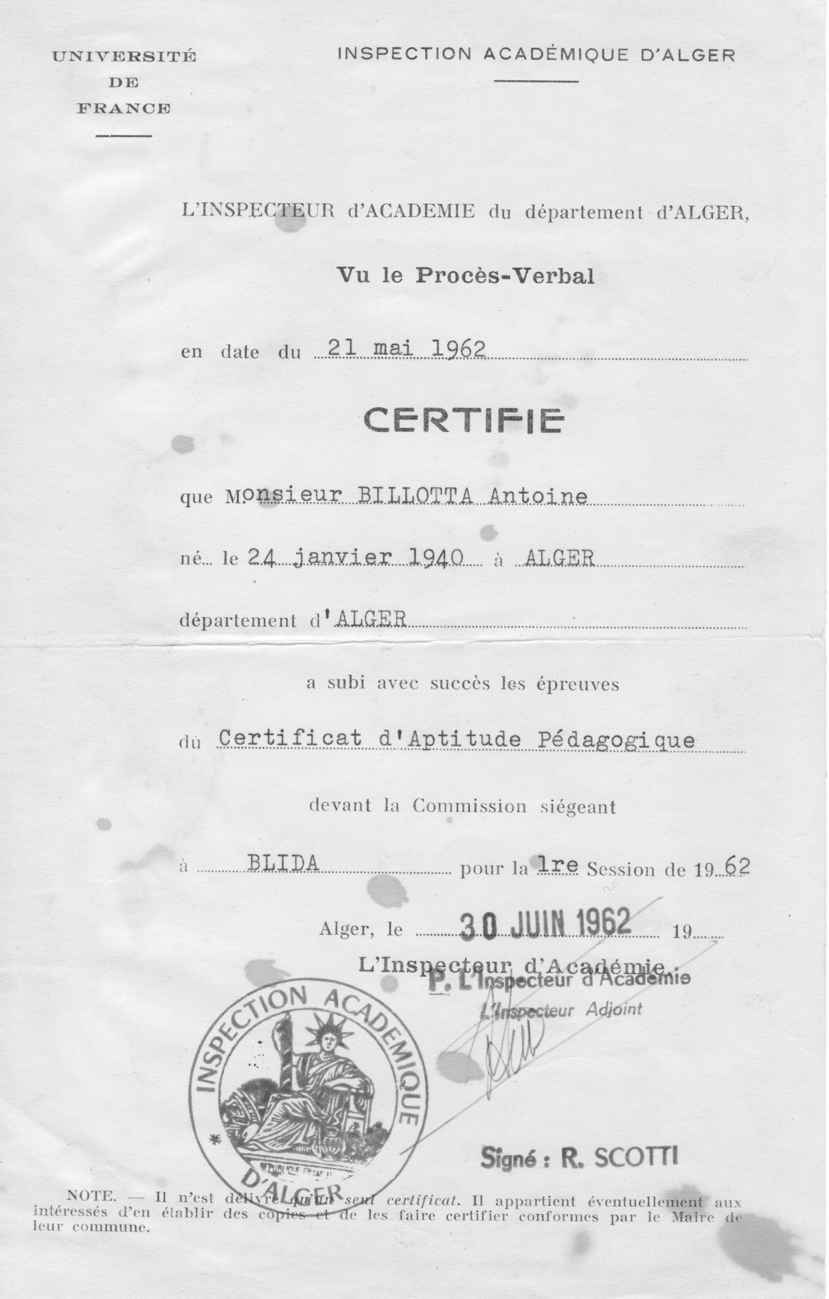 UNIVERSITÉ
DE
FRANCE
INSPECTION ACADÉMIQUE D'ALGER
L'INSPECTEUR d'ACADEMIE du département d'ALGER,
Vu le Procès-Verbal
en date du 21 mai 1962
CERTIFIE
que Monsieur BILLOTTA Antoine
né le 24 janvier 1940 à ALGER
département d'ALGER
a subi avec succès les épreuves
du Certificat d'Aptitude Pédagogique
devant la Commission siégeant
à BLIDA pour la 1re Session de 1962
Alger, le 30 JUIN 1962 19
L'Inspecteur d'Académie
P. L'Inspecteur d'Académie
L'Inspecteur Adjoint
INSPECTION ACADEMIQUE
* D'ALGER
Signé : R. SCOTTI
NOTE. — Il n'est délivré qu'un seul certificat. Il appartient éventuellement aux
intéressés d'en établir des copies et de les faire certifier conformes par le Maire de
leur commune.